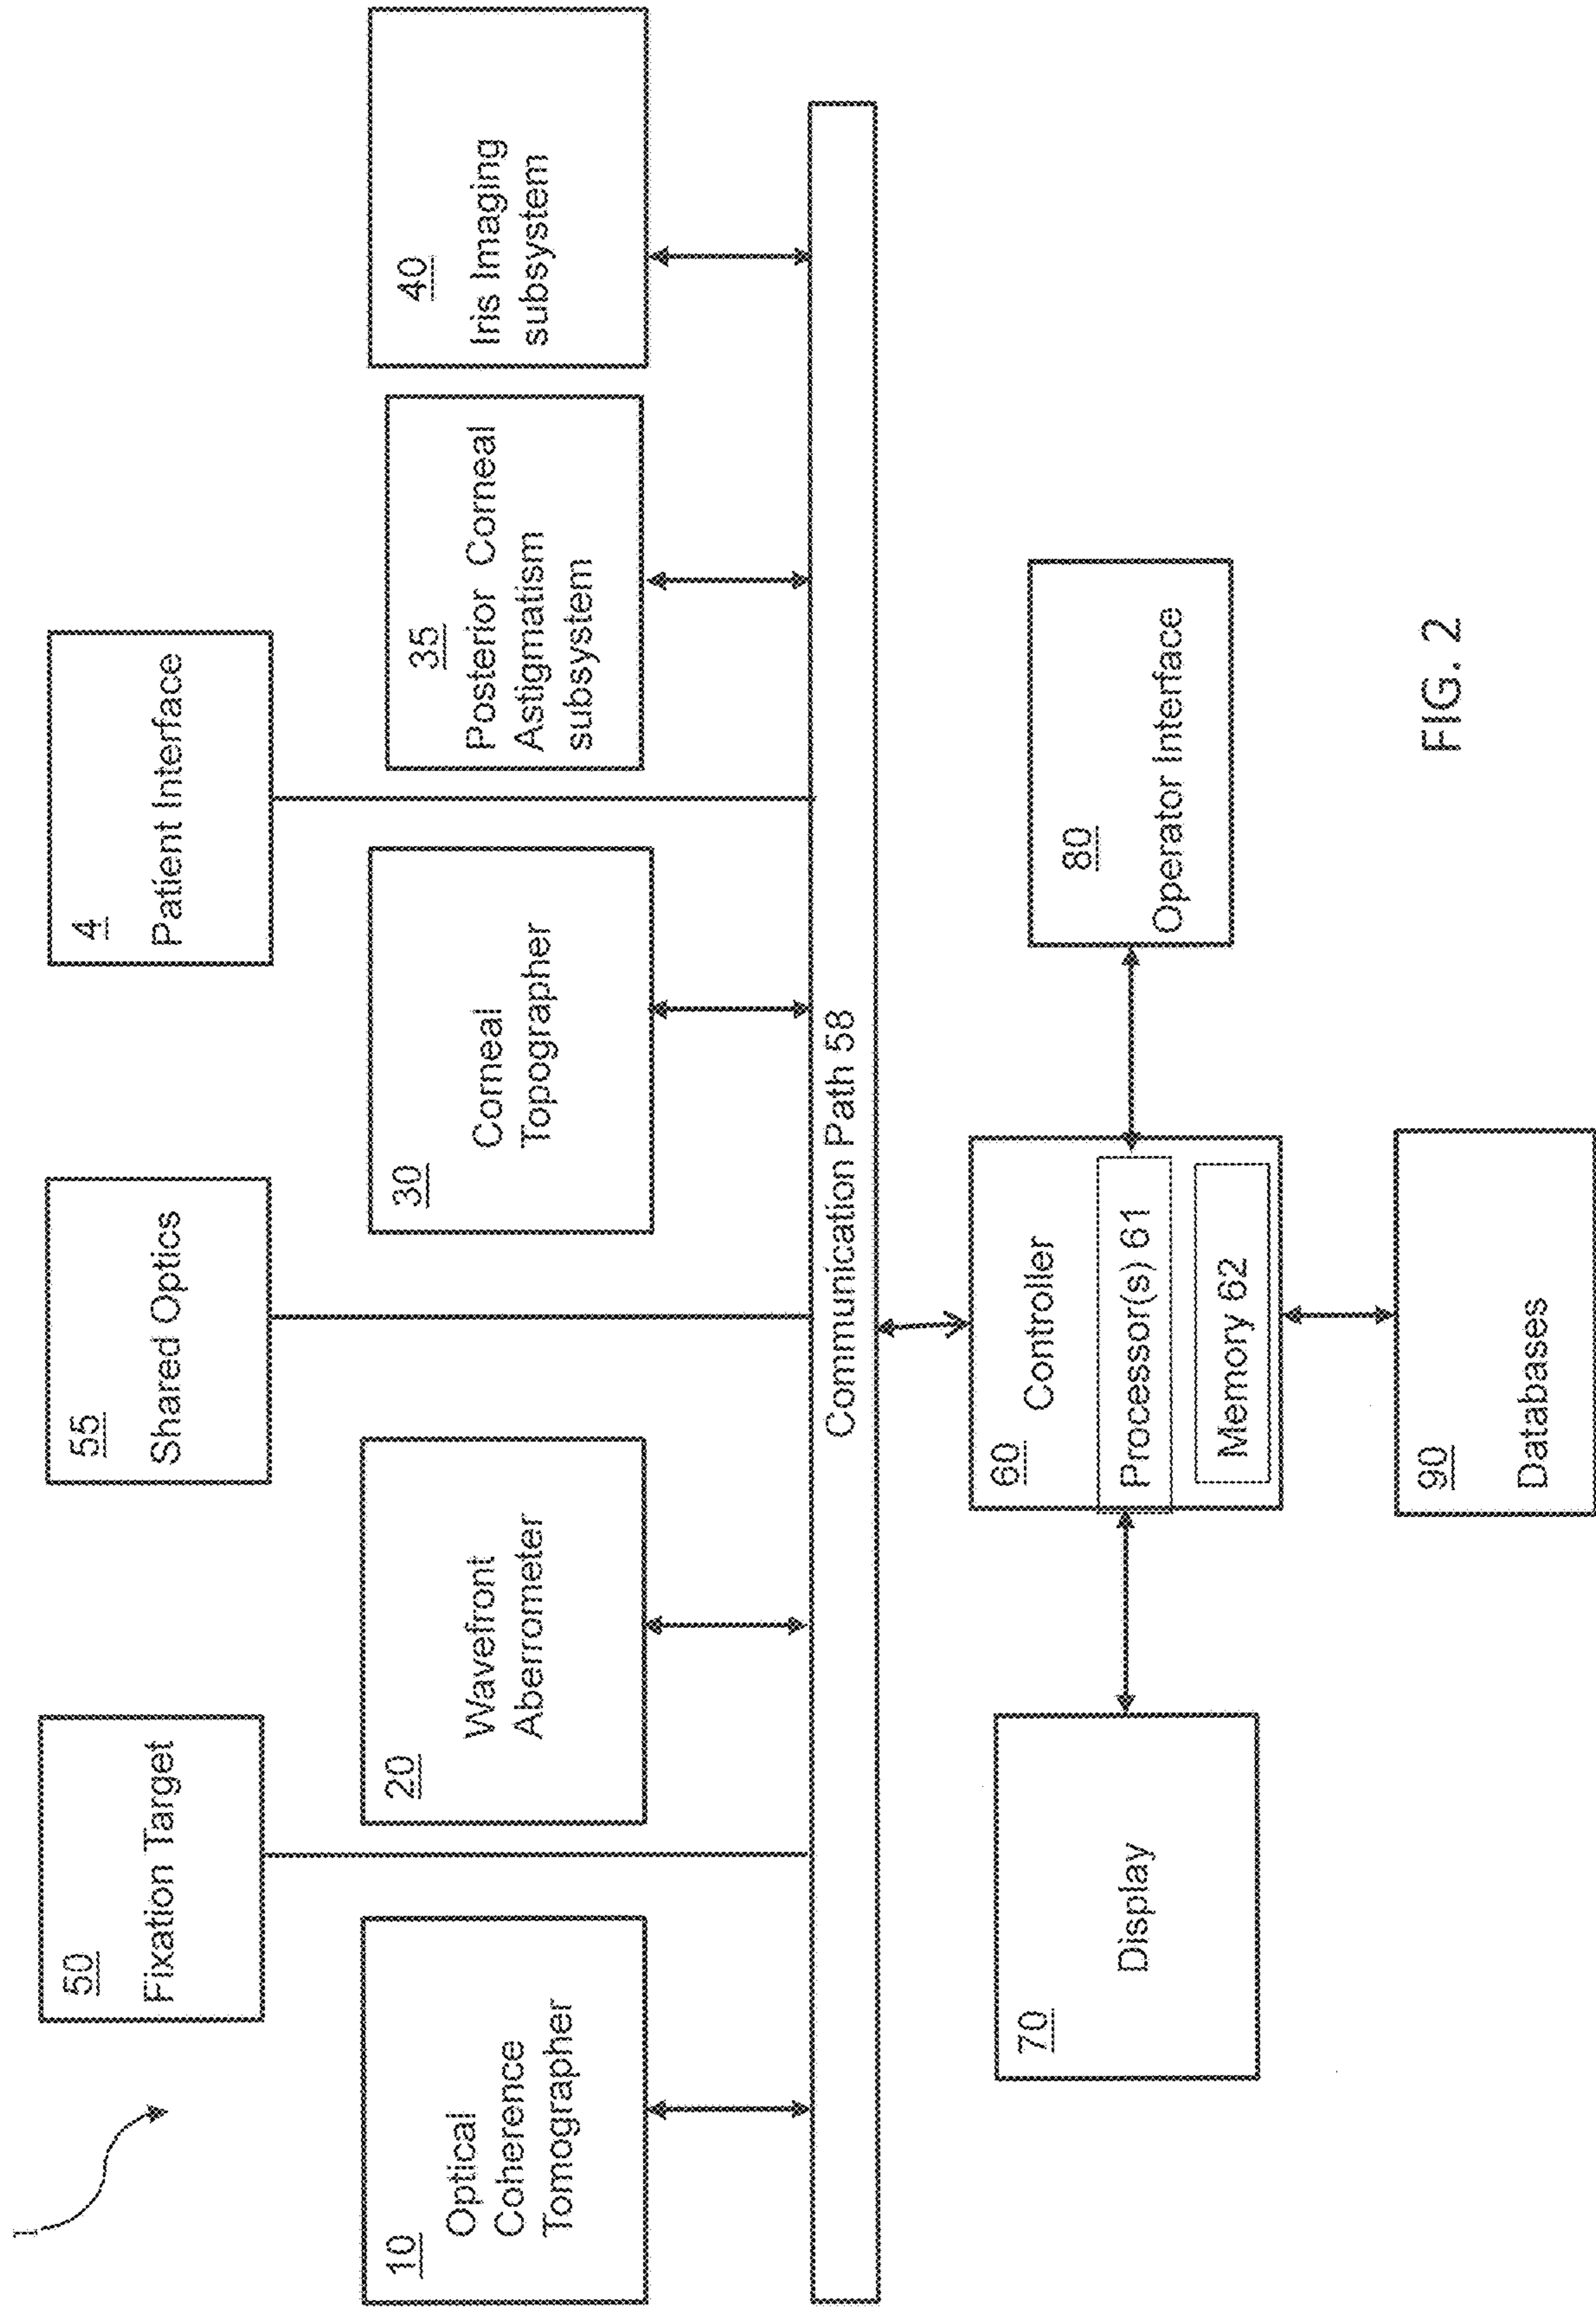 1
50
Fixation Target
55
Shared Optics
4
Patient Interface
10
Optical
Coherence
Tomographer
20
Wavefront
Aberrometer
30
Corneal
Topographer
35
Posterior Corneal
Astigmatism
subsystem
40
Iris Imaging
subsystem
Communication Path 58
70
Display
60
Controller
Processor(s) 61
Memory 62
80
Operator Interface
90
Databases
FIG. 2